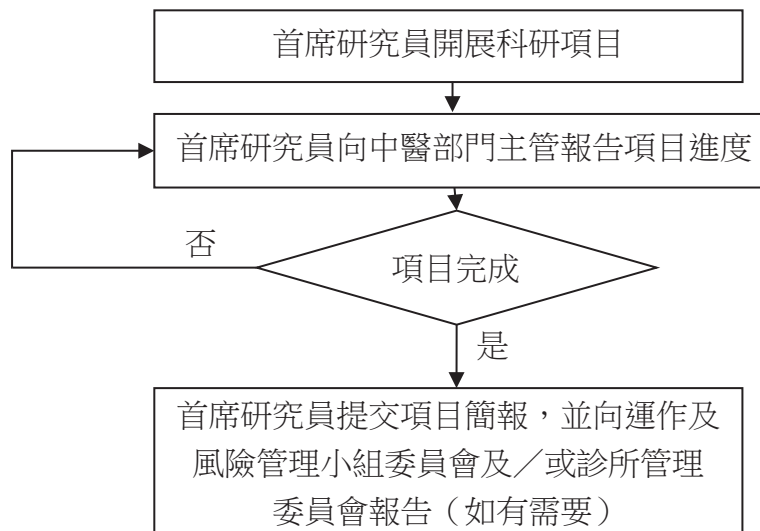 首席研究員開展科研項目
首席研究員向中醫部門主管報告項目進度
否
項目完成
是
首席研究員提交項目簡報，並向運作及
風險管理小組委員會及／或診所管理
委員會報告（如有需要）